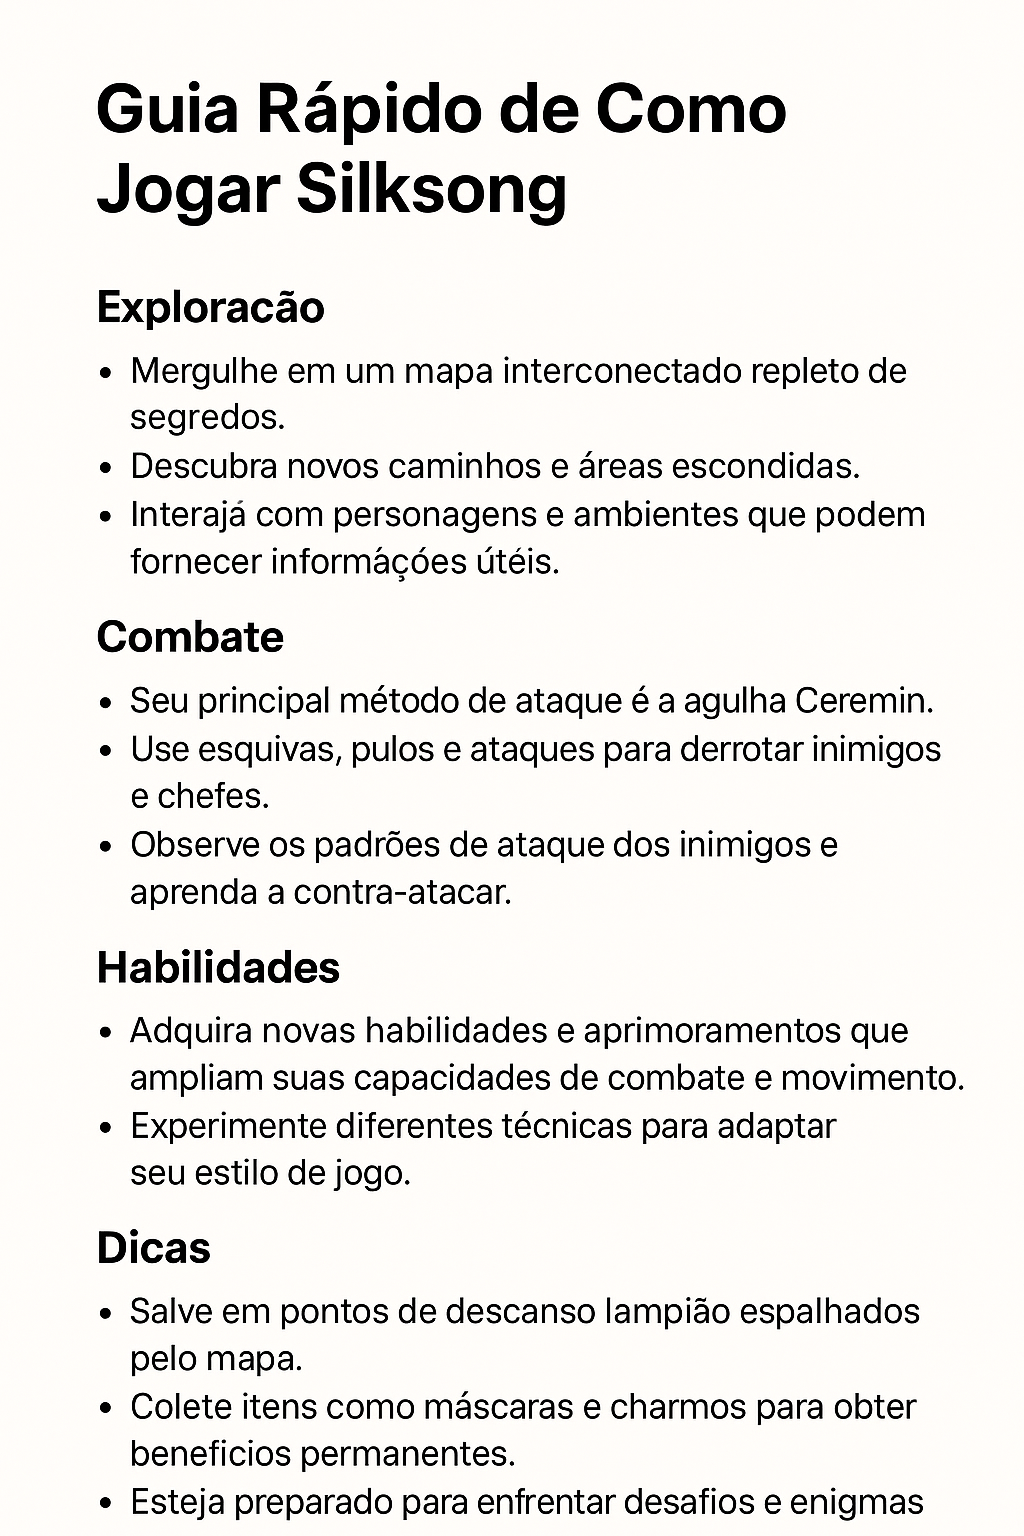 Guia Rápido de Como
Jogar Silksong
Exploracão
• Mergulhe em um mapa interconectado repleto de
segredos.
• Descubra novos caminhos e áreas escondidas.
• Interajá com personagens e ambientes que podem
fornecer informáçóes útéis.
Combate
• Seu principal método de ataque é a agulha Ceremin.
• Use esquivas, pulos e ataques para derrotar inimigos
e chefes.
• Observe os padrões de ataque dos inimigos e
aprenda a contra-atacar.
Habilidades
• Adquira novas habilidades e aprimoramentos que
ampliam suas capacidades de combate e movimento.
• Experimente diferentes técnicas para adaptar
seu estilo de jogo.
Dicas
• Salve em pontos de descanso lampião espalhados
pelo mapa.
• Colete itens como máscaras e charmos para obter
beneficios permanentes.
• Esteja preparado para enfrentar desafios e enigmas